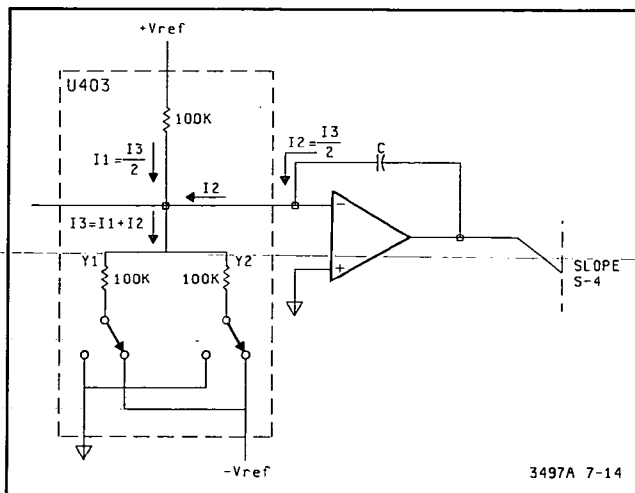 +Vref
U403
100K
I1=I3/2
I2=I3/2
C
I2
I3=I1+I2
−
+
Y1
Y2
100K
100K
SLOPE
S-4
-Vref
3497A 7-14